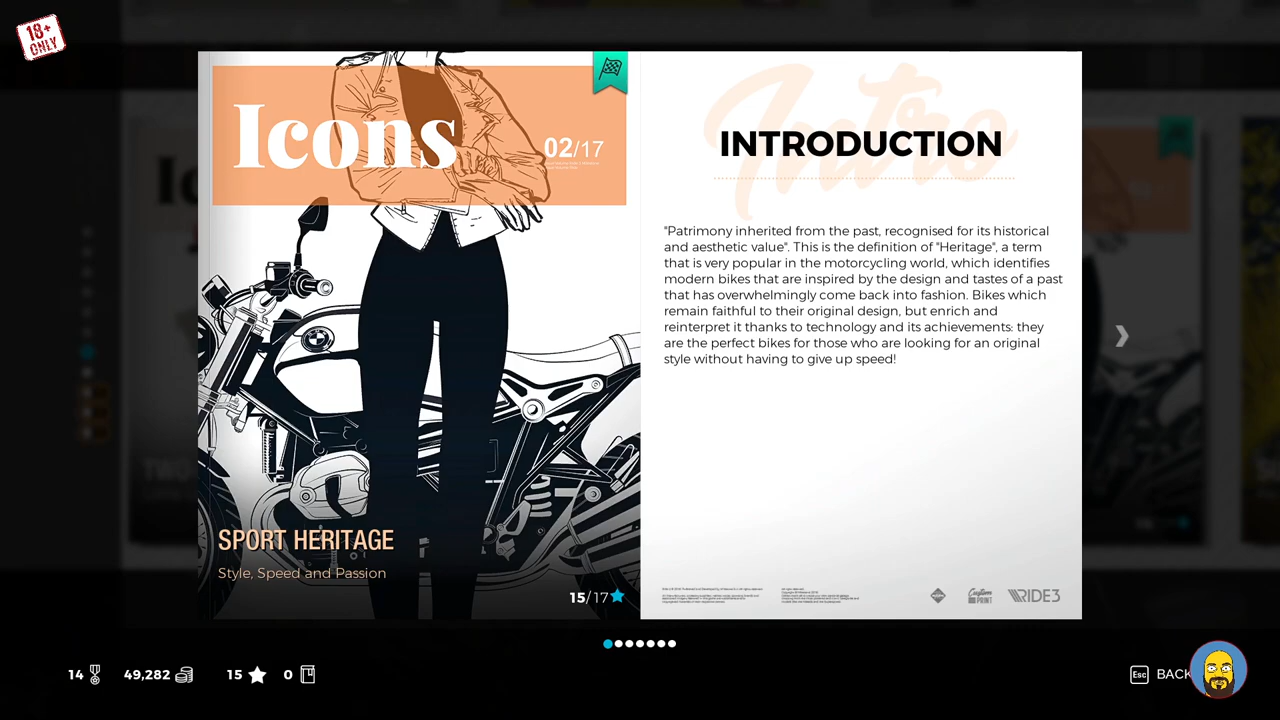 18+
ONLY
Icons
02/17
SPORT HERITAGE
Style, Speed and Passion
15/17
Intro
INTRODUCTION
"Patrimony inherited from the past, recognised for its historical
and aesthetic value". This is the definition of "Heritage", a term
that is very popular in the motorcycling world, which identifies
modern bikes that are inspired by the design and tastes of a past
that has overwhelmingly come back into fashion. Bikes which
remain faithful to their original design, but enrich and
reinterpret it thanks to technology and its achievements: they
are the perfect bikes for those who are looking for an original
style without having to give up speed!
Custom
PRINT
RIDE3
14
49,282
15
0
Esc
BACK